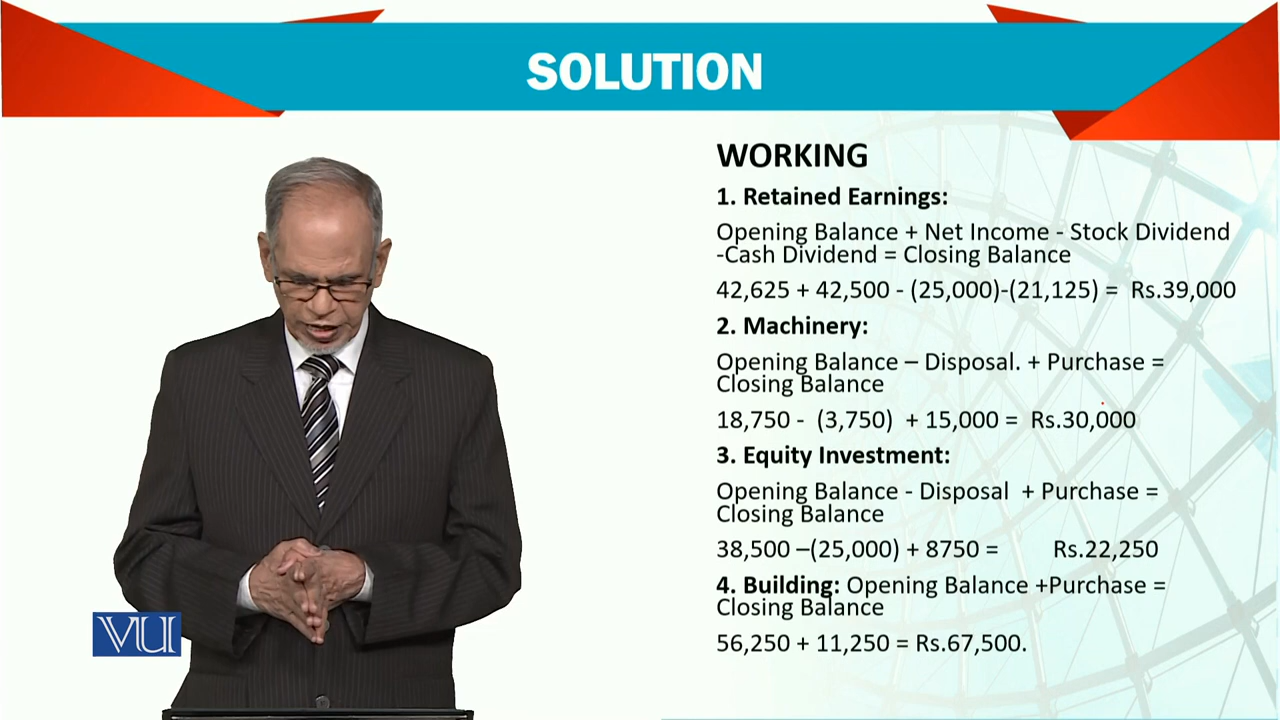 SOLUTION
WORKING
1. Retained Earnings:
Opening Balance + Net Income - Stock Dividend
-Cash Dividend = Closing Balance
42,625 + 42,500 - (25,000)-(21,125) = Rs.39,000
2. Machinery:
Opening Balance – Disposal. + Purchase =
Closing Balance
18,750 - (3,750) + 15,000 = Rs.30,000
3. Equity Investment:
Opening Balance - Disposal + Purchase =
Closing Balance
38,500 –(25,000) + 8750 = Rs.22,250
4. Building: Opening Balance +Purchase =
Closing Balance
56,250 + 11,250 = Rs.67,500.
VU